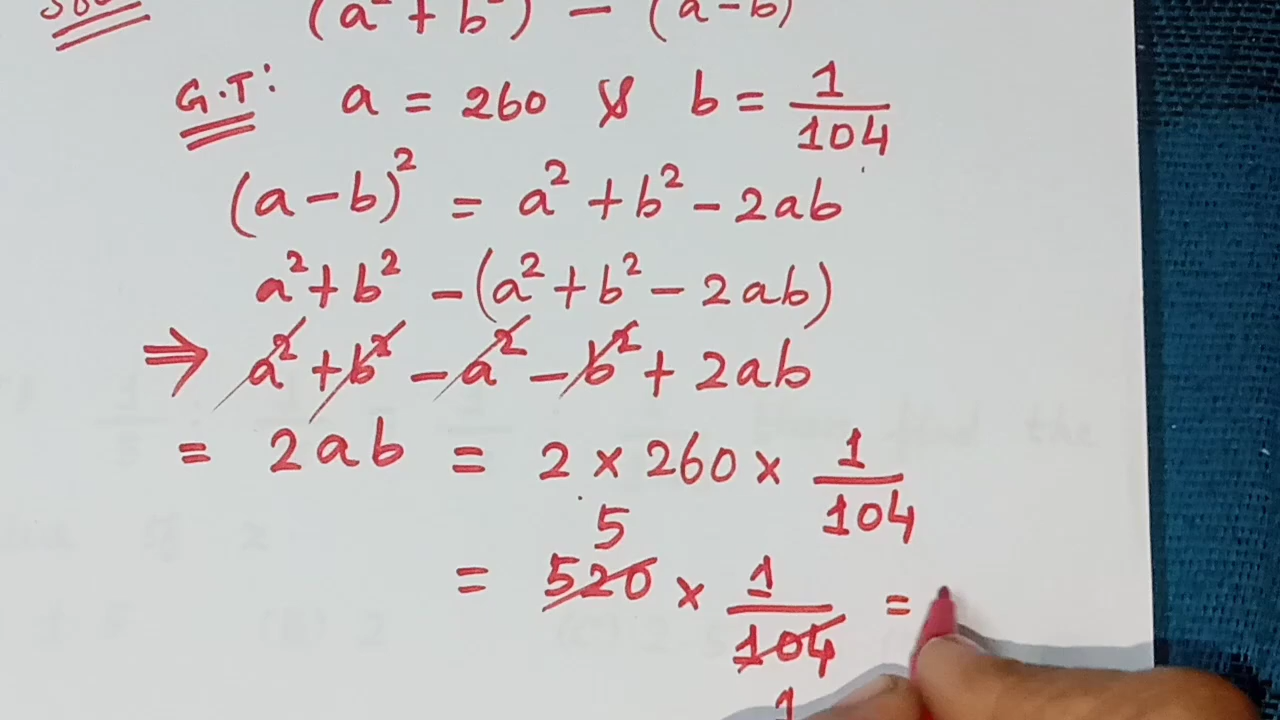 (a² + b²) - (a - b)
G.T: a = 260 & b = 1/104
(a - b)² = a² + b² - 2ab
a² + b² - (a² + b² - 2ab)
⇒ a² + b² - a² - b² + 2ab
= 2ab = 2 × 260 × 1/104
5
= 520 × 1/104 =
1